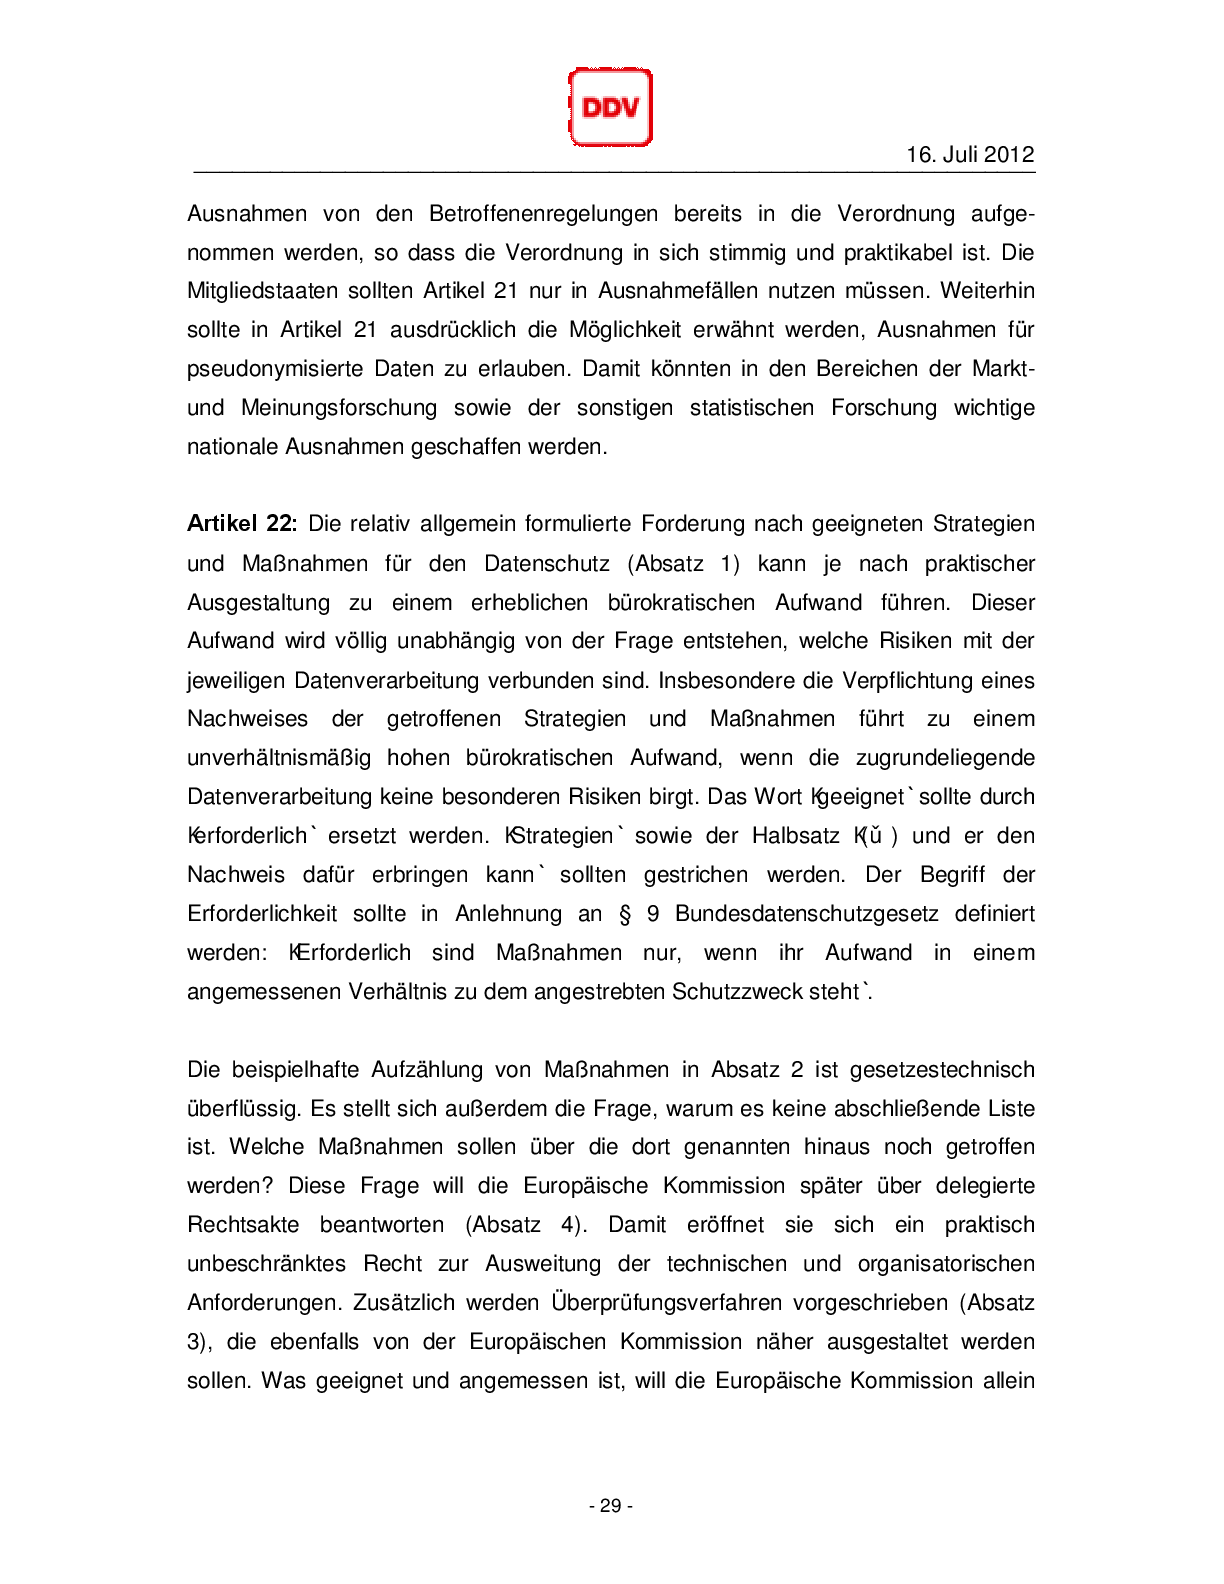 DDV
16. Juli 2012
Ausnahmen von den Betroffenenregelungen bereits in die Verordnung aufge-
nommen werden, so dass die Verordnung in sich stimmig und praktikabel ist. Die
Mitgliedstaaten sollten Artikel 21 nur in Ausnahmefällen nutzen müssen. Weiterhin
sollte in Artikel 21 ausdrücklich die Möglichkeit erwähnt werden, Ausnahmen für
pseudonymisierte Daten zu erlauben. Damit könnten in den Bereichen der Markt-
und Meinungsforschung sowie der sonstigen statistischen Forschung wichtige
nationale Ausnahmen geschaffen werden.
Artikel 22: Die relativ allgemein formulierte Forderung nach geeigneten Strategien
und Maßnahmen für den Datenschutz (Absatz 1) kann je nach praktischer
Ausgestaltung zu einem erheblichen bürokratischen Aufwand führen. Dieser
Aufwand wird völlig unabhängig von der Frage entstehen, welche Risiken mit der
jeweiligen Datenverarbeitung verbunden sind. Insbesondere die Verpflichtung eines
Nachweises der getroffenen Strategien und Maßnahmen führt zu einem
unverhältnismäßig hohen bürokratischen Aufwand, wenn die zugrundeliegende
Datenverarbeitung keine besonderen Risiken birgt. Das Wort Kgeeignet` sollte durch
Kerforderlich` ersetzt werden. KStrategien` sowie der Halbsatz K(ǔ ) und er den
Nachweis dafür erbringen kann` sollten gestrichen werden. Der Begriff der
Erforderlichkeit sollte in Anlehnung an § 9 Bundesdatenschutzgesetz definiert
werden: KErforderlich sind Maßnahmen nur, wenn ihr Aufwand in einem
angemessenen Verhältnis zu dem angestrebten Schutzzweck steht`.
Die beispielhafte Aufzählung von Maßnahmen in Absatz 2 ist gesetzestechnisch
überflüssig. Es stellt sich außerdem die Frage, warum es keine abschließende Liste
ist. Welche Maßnahmen sollen über die dort genannten hinaus noch getroffen
werden? Diese Frage will die Europäische Kommission später über delegierte
Rechtsakte beantworten (Absatz 4). Damit eröffnet sie sich ein praktisch
unbeschränktes Recht zur Ausweitung der technischen und organisatorischen
Anforderungen. Zusätzlich werden Überprüfungsverfahren vorgeschrieben (Absatz
3), die ebenfalls von der Europäischen Kommission näher ausgestaltet werden
sollen. Was geeignet und angemessen ist, will die Europäische Kommission allein
- 29 -